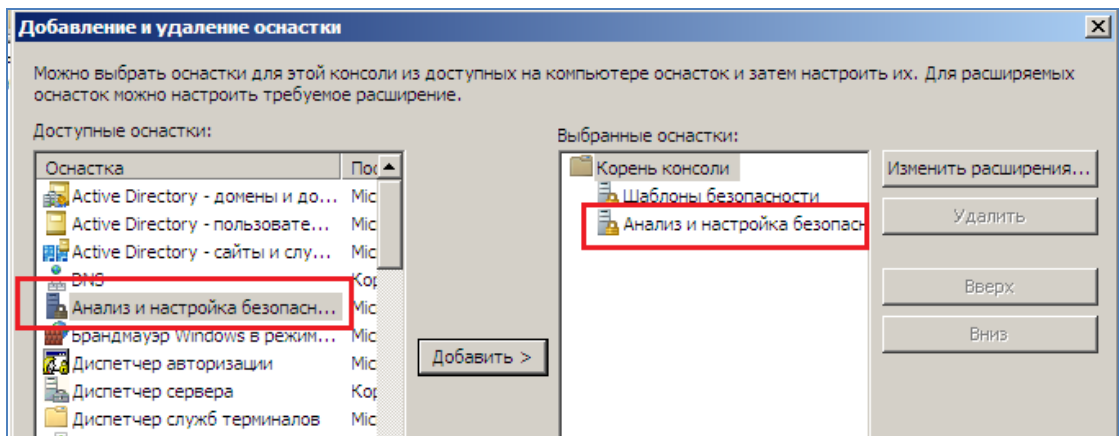 Добавление и удаление оснастки
Можно выбрать оснастки для этой консоли из доступных на компьютере оснасток и затем настроить их. Для расширяемых
оснасток можно настроить требуемое расширение.
Доступные оснастки:
Оснастка Пос
Active Directory - домены и до... Mic
Active Directory - пользовате... Mic
Active Directory - сайты и слу... Mic
DNS Кор
Анализ и настройка безопасн... Mic
Брандмауэр Windows в режим... Mic
Диспетчер авторизации Mic
Диспетчер сервера Кор
Диспетчер служб терминалов Mic
Добавить >
Выбранные оснастки:
Корень консоли
Шаблоны безопасности
Анализ и настройка безопасн
Изменить расширения...
Удалить
Вверх
Вниз